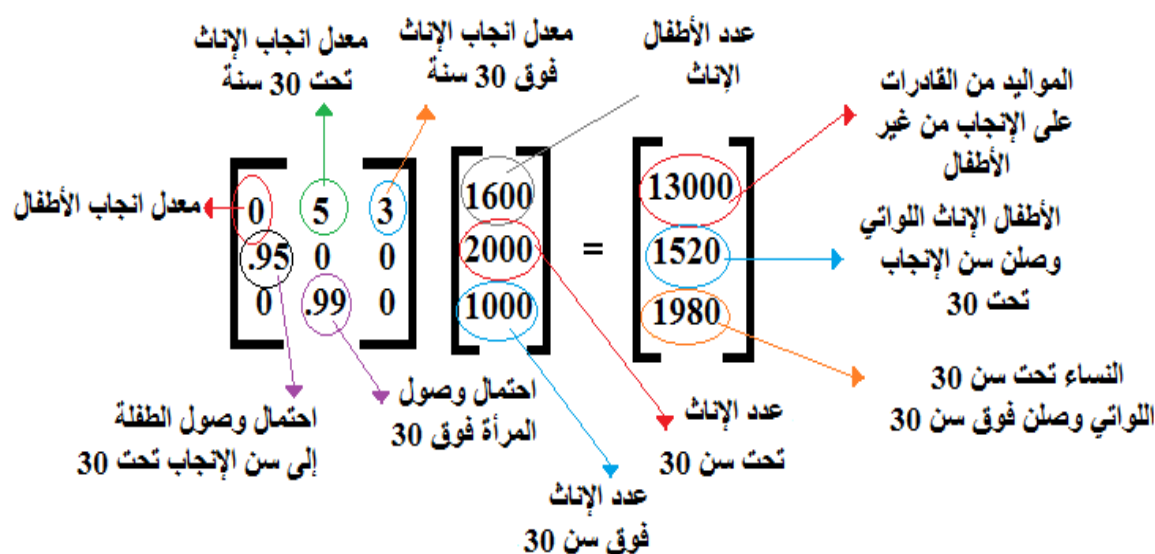 معدل انجاب الإناث
تحت 30 سنة
معدل انجاب الإناث
فوق 30 سنة
عدد الأطفال
الإناث
المواليد من القادرات
على الإنجاب من غير
الأطفال
معدل انجاب الأطفال
0 5 3
.95 0 0
0 .99 0
1600
2000
1000
=
13000
1520
1980
الأطفال الإناث اللواتي
وصلن سن الإنجاب
تحت 30
احتمال وصول الطفلة
إلى سن الإنجاب تحت 30
احتمال وصول
المرأة فوق 30
عدد الإناث
فوق سن 30
عدد الإناث
تحت سن 30
النساء تحت سن 30
اللواتي وصلن فوق سن 30